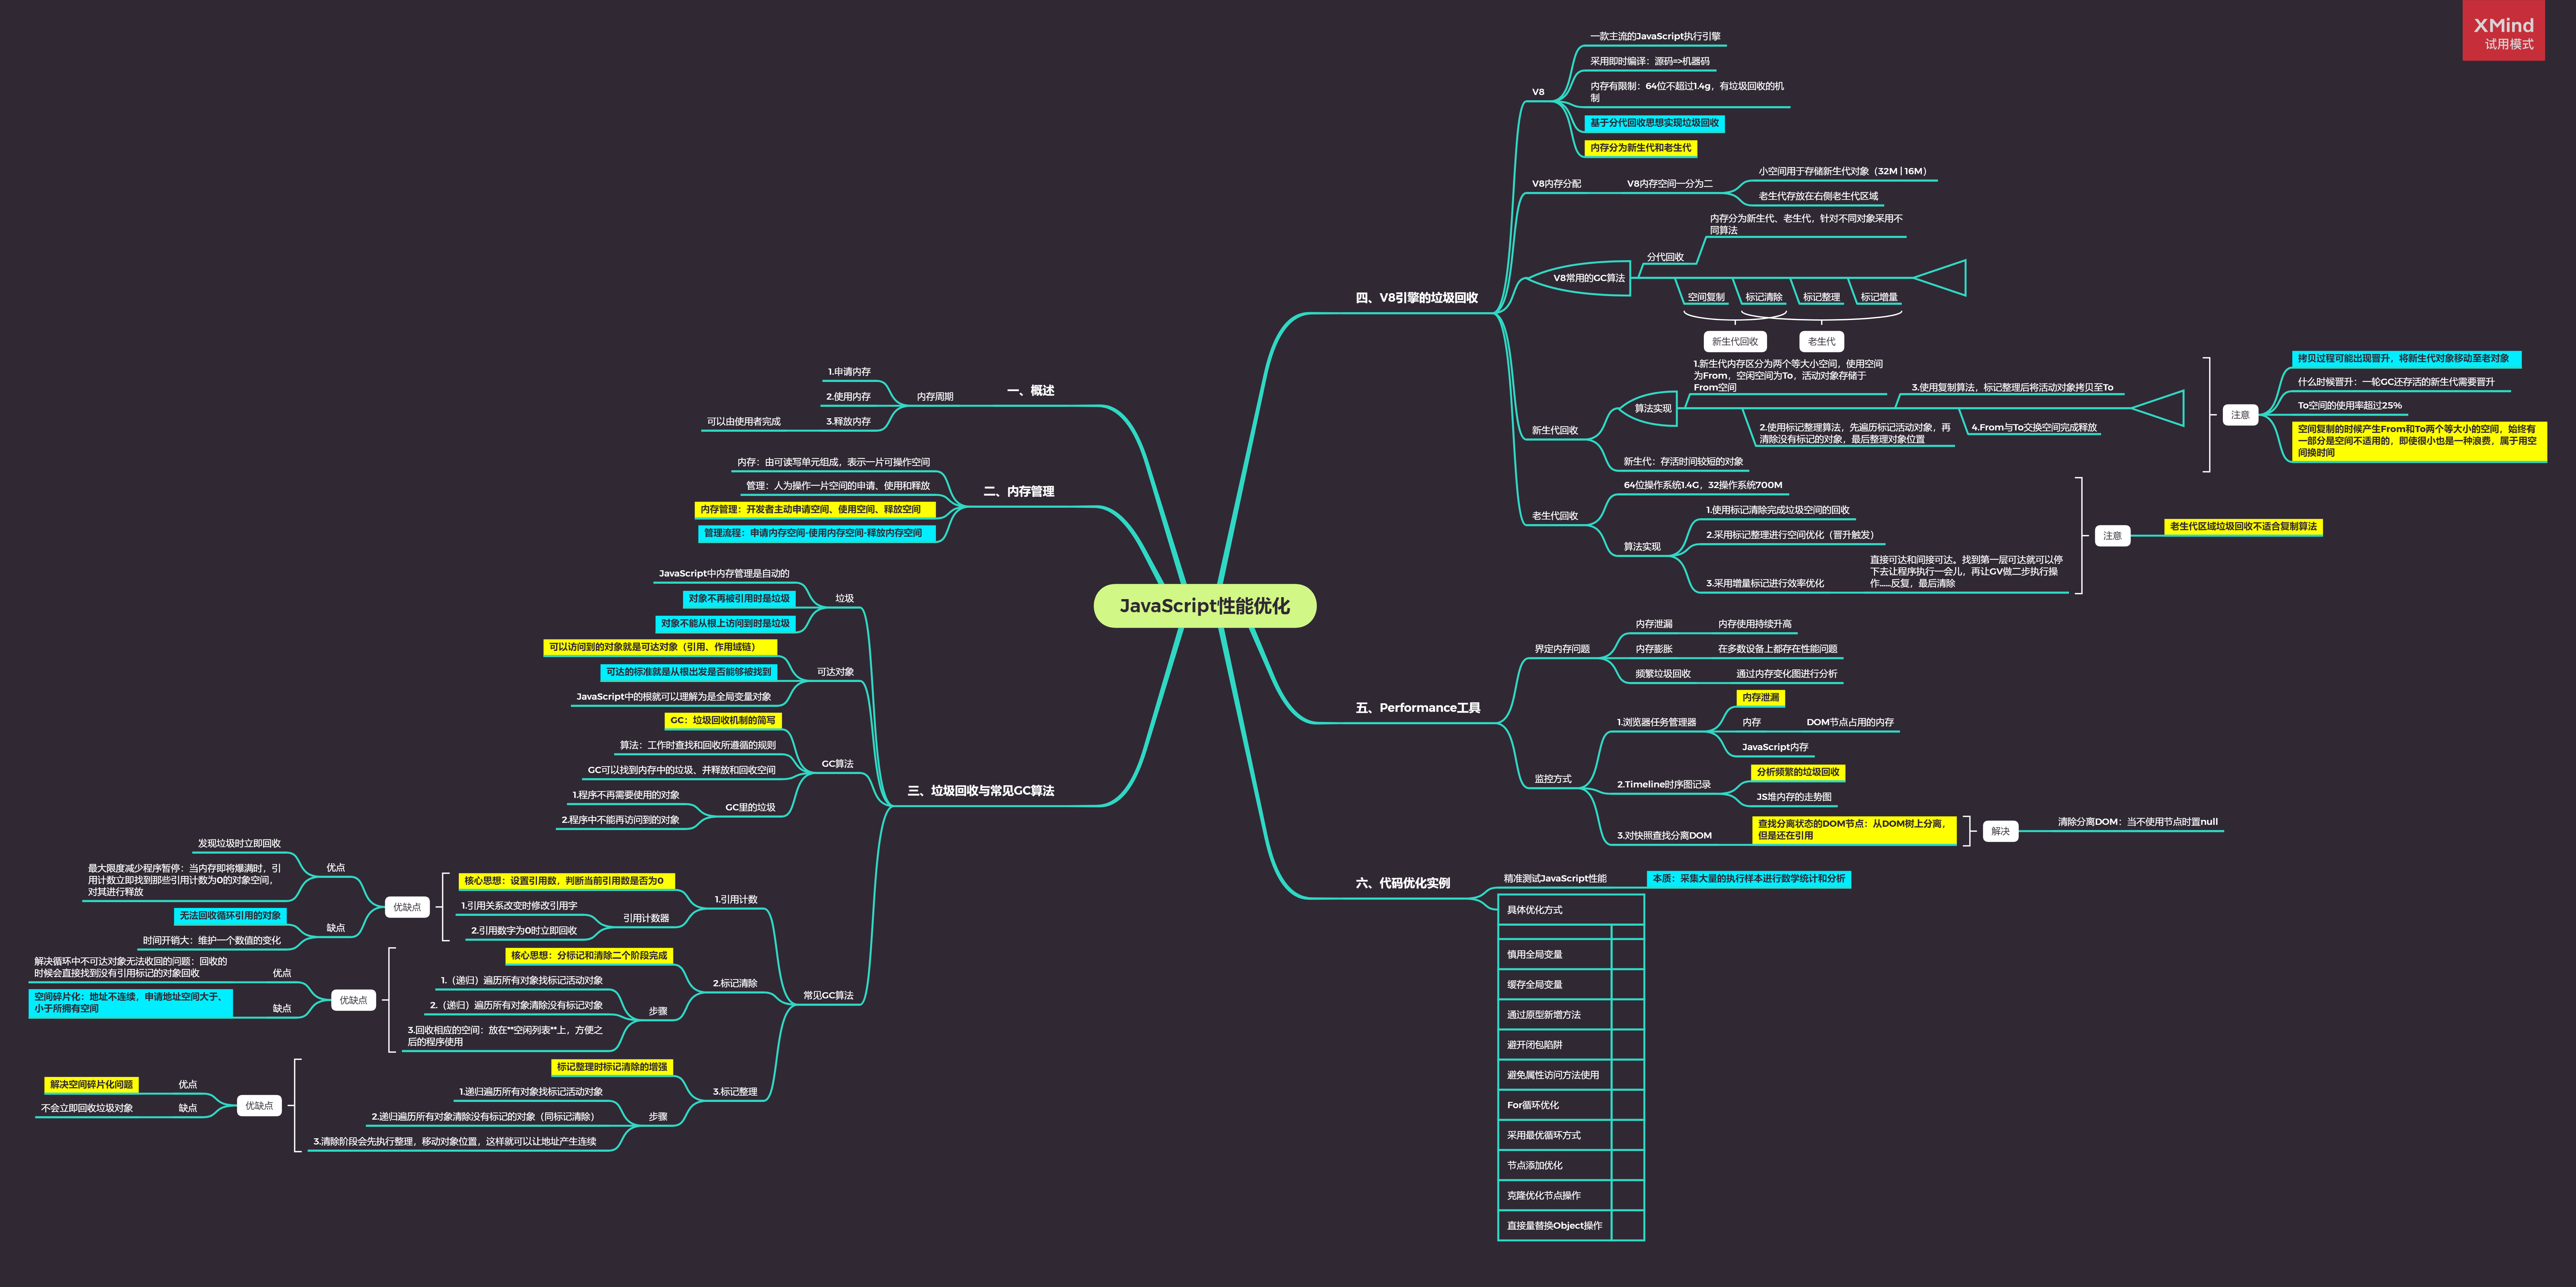 XMind
试用模式
JavaScript性能优化
一、概述
内存周期
1.申请内存
2.使用内存
3.释放内存
可以由使用者完成
二、内存管理
内存：由可读写单元组成，表示一片可操作空间
管理：人为操作一片空间的申请、使用和释放
内存管理：开发者主动申请空间、使用空间、释放空间
管理流程：申请内存空间-使用内存空间-释放内存空间
三、垃圾回收与常见GC算法
垃圾
JavaScript中内存管理是自动的
对象不再被引用时是垃圾
对象不能从根上访问到时是垃圾
可达对象
可以访问到的对象就是可达对象（引用、作用域链）
可达的标准就是从根出发是否能够被找到
JavaScript中的根就可以理解为是全局变量对象
GC算法
GC：垃圾回收机制的简写
算法：工作时查找和回收所遵循的规则
GC可以找到内存中的垃圾、并释放和回收空间
GC里的垃圾
1.程序不再需要使用的对象
2.程序中不能再访问到的对象
常见GC算法
1.引用计数
核心思想：设置引用数，判断当前引用数是否为0
引用计数器
1.引用关系改变时修改引用字
2.引用数字为0时立即回收
优缺点
优点
发现垃圾时立即回收
最大限度减少程序暂停：当内存即将爆满时，引
用计数立即找到那些引用计数为0的对象空间，
对其进行释放
缺点
无法回收循环引用的对象
时间开销大：维护一个数值的变化
2.标记清除
核心思想：分标记和清除二个阶段完成
步骤
1.（递归）遍历所有对象找标记活动对象
2.（递归）遍历所有对象清除没有标记对象
3.回收相应的空间：放在**空闲列表**上，方便之
后的程序使用
优缺点
优点
解决循环中不可达对象无法收回的问题：回收的
时候会直接找到没有引用标记的对象回收
缺点
空间碎片化：地址不连续，申请地址空间大于、
小于所拥有空间
3.标记整理
标记整理时标记清除的增强
步骤
1.递归遍历所有对象找标记活动对象
2.递归遍历所有对象清除没有标记的对象（同标记清除）
3.清除阶段会先执行整理，移动对象位置，这样就可以让地址产生连续
优缺点
优点
解决空间碎片化问题
缺点
不会立即回收垃圾对象
四、V8引擎的垃圾回收
V8
一款主流的JavaScript执行引擎
采用即时编译：源码=>机器码
内存有限制：64位不超过1.4g，有垃圾回收的机
制
基于分代回收思想实现垃圾回收
内存分为新生代和老生代
V8内存分配
V8内存空间一分为二
小空间用于存储新生代对象（32M | 16M）
老生代存放在右侧老生代区域
V8常用的GC算法
分代回收
内存分为新生代、老生代，针对不同对象采用不
同算法
空间复制
标记清除
标记整理
标记增量
新生代回收
老生代
新生代回收
算法实现
1.新生代内存区分为两个等大小空间，使用空间
为From，空闲空间为To，活动对象存储于
From空间
2.使用标记整理算法，先遍历标记活动对象，再
清除没有标记的对象，最后整理对象位置
3.使用复制算法，标记整理后将活动对象拷贝至To
4.From与To交换空间完成释放
新生代：存活时间较短的对象
注意
拷贝过程可能出现晋升，将新生代对象移动至老对象
什么时候晋升：一轮GC还存活的新生代需要晋升
To空间的使用率超过25%
空间复制的时候产生From和To两个等大小的空间，始终有
一部分是空间不适用的，即使很小也是一种浪费，属于用空
间换时间
老生代回收
64位操作系统1.4G，32操作系统700M
算法实现
1.使用标记清除完成垃圾空间的回收
2.采用标记整理进行空间优化（晋升触发）
3.采用增量标记进行效率优化
直接可达和间接可达。找到第一层可达就可以停
下去让程序执行一会儿，再让GV做二步执行操
作......反复，最后清除
注意
老生代区域垃圾回收不适合复制算法
五、Performance工具
界定内存问题
内存泄漏
内存使用持续升高
内存膨胀
在多数设备上都存在性能问题
频繁垃圾回收
通过内存变化图进行分析
监控方式
1.浏览器任务管理器
内存泄漏
内存
DOM节点占用的内存
JavaScript内存
2.Timeline时序图记录
分析频繁的垃圾回收
JS堆内存的走势图
3.对快照查找分离DOM
查找分离状态的DOM节点：从DOM树上分离，
但是还在引用
解决
清除分离DOM：当不使用节点时置null
六、代码优化实例
精准测试JavaScript性能
本质：采集大量的执行样本进行数学统计和分析
具体优化方式
慎用全局变量
缓存全局变量
通过原型新增方法
避开闭包陷阱
避免属性访问方法使用
For循环优化
采用最优循环方式
节点添加优化
克隆优化节点操作
直接量替换Object操作